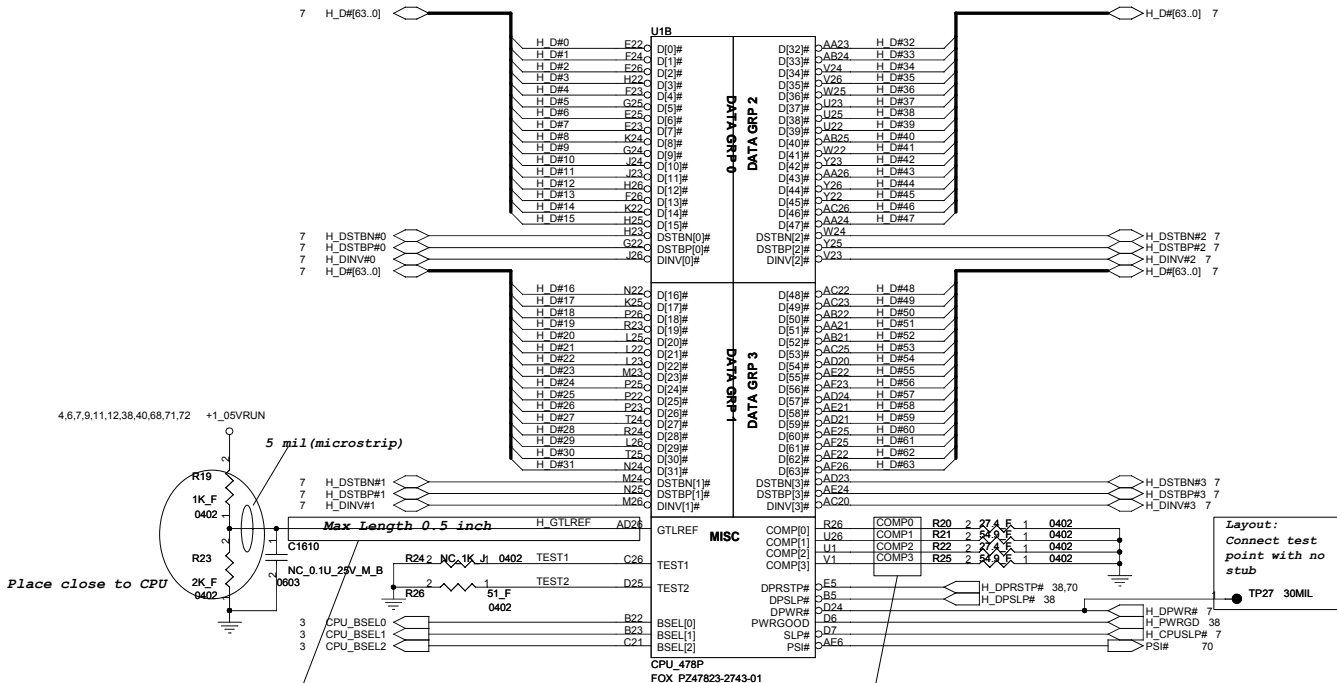 7 H_D#[63..0]
H_D#[63..0] 7
U1B
H_D#0 E22 D[0]# D[32]# AA23 H_D#32
H_D#1 F24 D[1]# D[33]# AB24 H_D#33
H_D#2 E26 D[2]# D[34]# V24 H_D#34
H_D#3 H22 D[3]# D[35]# V26 H_D#35
H_D#4 F23 D[4]# D[36]# W25 H_D#36
H_D#5 G25 D[5]# D[37]# U23 H_D#37
H_D#6 E25 D[6]# D[38]# U25 H_D#38
H_D#7 E23 D[7]# D[39]# U22 H_D#39
H_D#8 K24 D[8]# D[40]# AB25 H_D#40
H_D#9 G24 D[9]# D[41]# W22 H_D#41
H_D#10 J24 D[10]# D[42]# Y23 H_D#42
H_D#11 J23 D[11]# D[43]# AA26 H_D#43
H_D#12 H26 D[12]# D[44]# Y26 H_D#44
H_D#13 F26 D[13]# D[45]# Y22 H_D#45
H_D#14 K22 D[14]# D[46]# AC26 H_D#46
H_D#15 H25 D[15]# D[47]# AA24 H_D#47
DATA GRP 0
DATA GRP 2
7 H_DSTBN#0 H23 DSTBN[0]# DSTBN[2]# W24 H_DSTBN#2 7
7 H_DSTBP#0 G22 DSTBP[0]# DSTBP[2]# Y25 H_DSTBP#2 7
7 H_DINV#0 J26 DINV[0]# DINV[2]# V23 H_DINV#2 7
7 H_D#[63..0]
H_D#[63..0] 7
H_D#16 N22 D[16]# D[48]# AC22 H_D#48
H_D#17 K25 D[17]# D[49]# AC23 H_D#49
H_D#18 P26 D[18]# D[50]# AB22 H_D#50
H_D#19 R23 D[19]# D[51]# AA21 H_D#51
H_D#20 L25 D[20]# D[52]# AB21 H_D#52
H_D#21 L22 D[21]# D[53]# AC25 H_D#53
H_D#22 L23 D[22]# D[54]# AD20 H_D#54
H_D#23 M23 D[23]# D[55]# AE22 H_D#55
H_D#24 P25 D[24]# D[56]# AF23 H_D#56
H_D#25 P22 D[25]# D[57]# AD24 H_D#57
H_D#26 P23 D[26]# D[58]# AE21 H_D#58
H_D#27 T24 D[27]# D[59]# AD21 H_D#59
H_D#28 R24 D[28]# D[60]# AE25 H_D#60
H_D#29 L26 D[29]# D[61]# AF25 H_D#61
H_D#30 T25 D[30]# D[62]# AF22 H_D#62
H_D#31 N24 D[31]# D[63]# AF26 H_D#63
DATA GRP 1
DATA GRP 3
7 H_DSTBN#1 M24 DSTBN[1]# DSTBN[3]# AD23 H_DSTBN#3 7
7 H_DSTBP#1 N25 DSTBP[1]# DSTBP[3]# AE24 H_DSTBP#3 7
7 H_DINV#1 M26 DINV[1]# DINV[3]# AC20 H_DINV#3 7
4,6,7,9,11,12,38,40,68,71,72 +1_05VRUN
5 mil(microstrip)
2
R19
1K_F
0402
1
2
R23
2K_F
0402
1
Place close to CPU
1
C1610
NC_0.1U_25V_M_B
2
0603
Max Length 0.5 inch
H_GTLREF AD26 GTLREF
MISC
COMP[0] R26 COMP0 R20 2 27.4_F 1 0402
COMP[1] U26 COMP1 R21 2 54.9_F 1 0402
COMP[2] U1 COMP2 R22 2 27.4_F 1 0402
COMP[3] V1 COMP3 R25 2 54.9_F 1 0402
R24 2 NC_1K_J 1 0402 TEST1 C26 TEST1
R26 2 1 TEST2 D25 TEST2
51_F
0402
DPRSTP# E5 H_DPRSTP# 38,70
DPSLP# B5 H_DPSLP# 38
DPWR# D24 H_DPWR# 7
PWRGOOD D6 H_PWRGD 38
SLP# D7 H_CPUSLP# 7
PSI# AE6 PSI# 70
3 CPU_BSEL0 B22 BSEL[0]
3 CPU_BSEL1 B23 BSEL[1]
3 CPU_BSEL2 C21 BSEL[2]
Layout:
Connect test
point with no
stub
1 TP27 30MIL
CPU_478P
FOX_PZ47823-2743-01